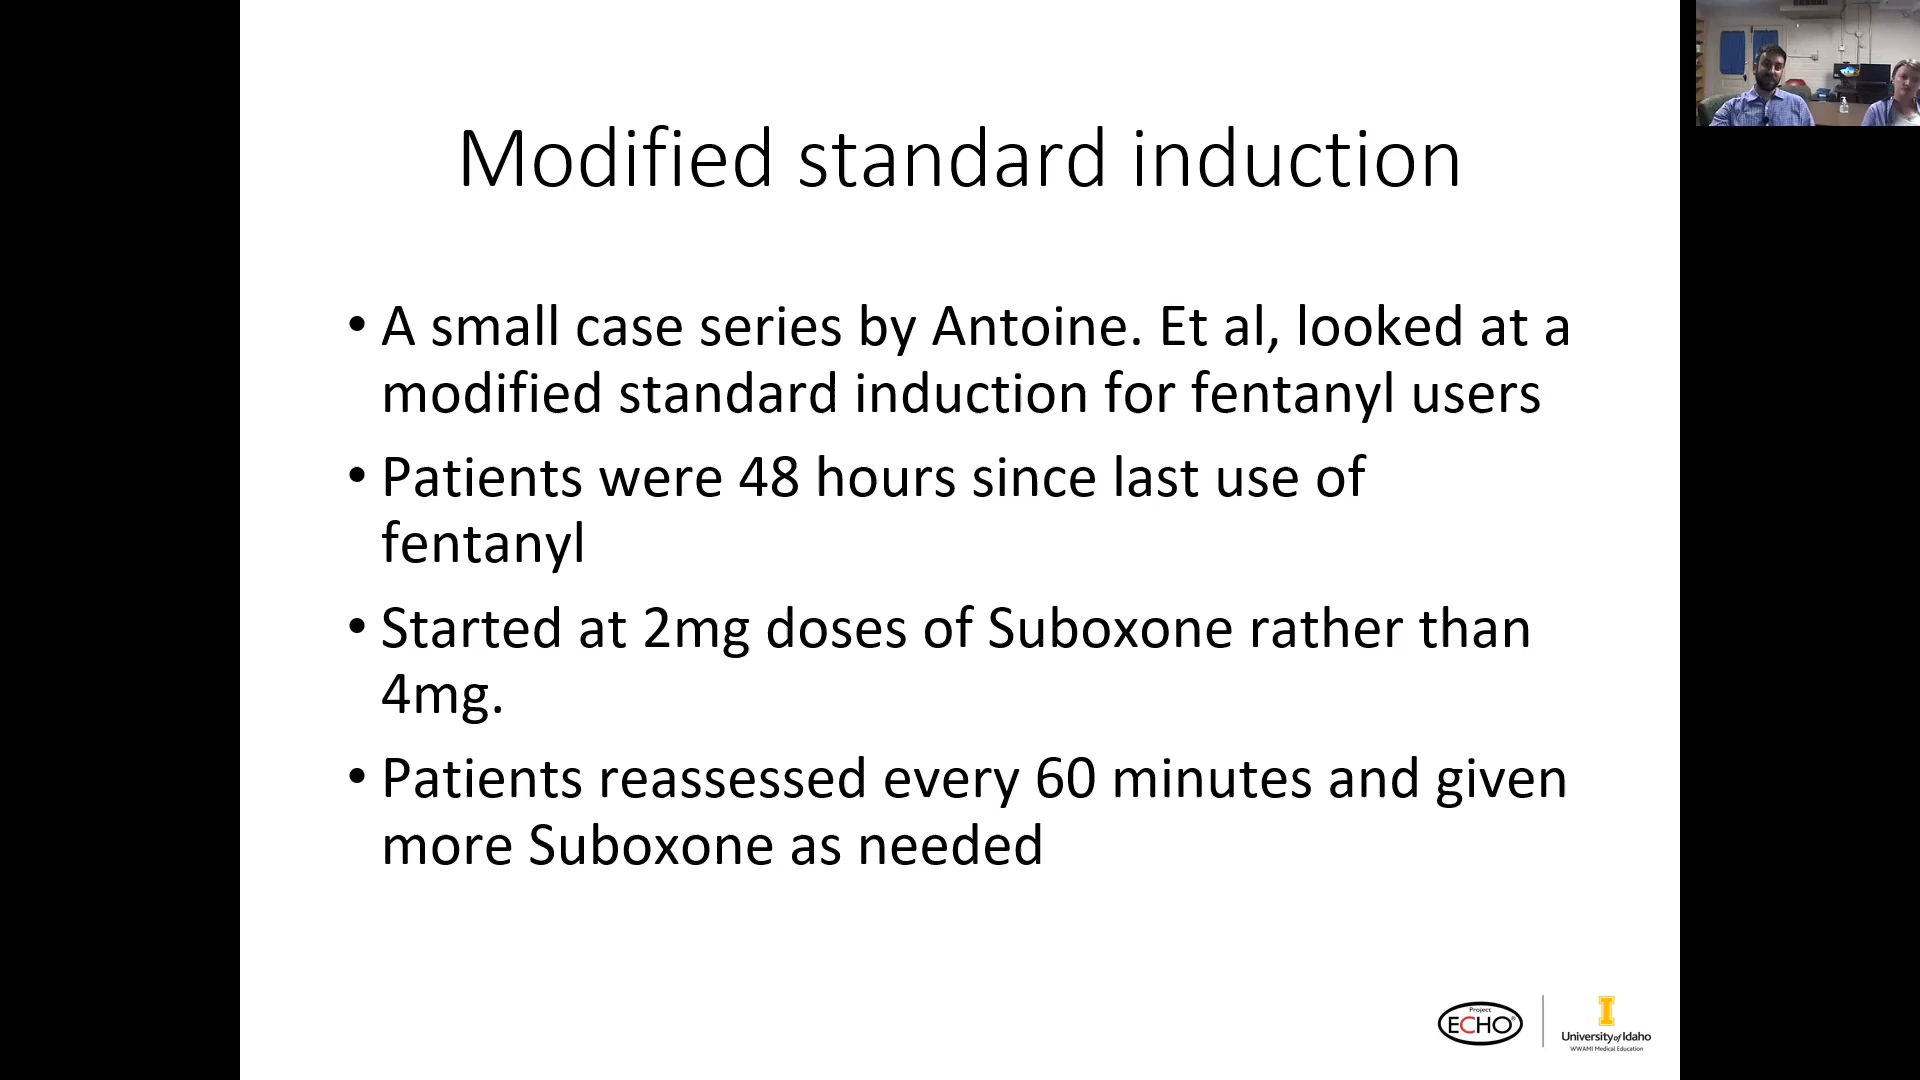 Modified standard induction
• A small case series by Antoine. Et al, looked at a
modified standard induction for fentanyl users
• Patients were 48 hours since last use of
fentanyl
• Started at 2mg doses of Suboxone rather than
4mg.
• Patients reassessed every 60 minutes and given
more Suboxone as needed
Project
ECHO®
I
University of Idaho
WWAMI Medical Education